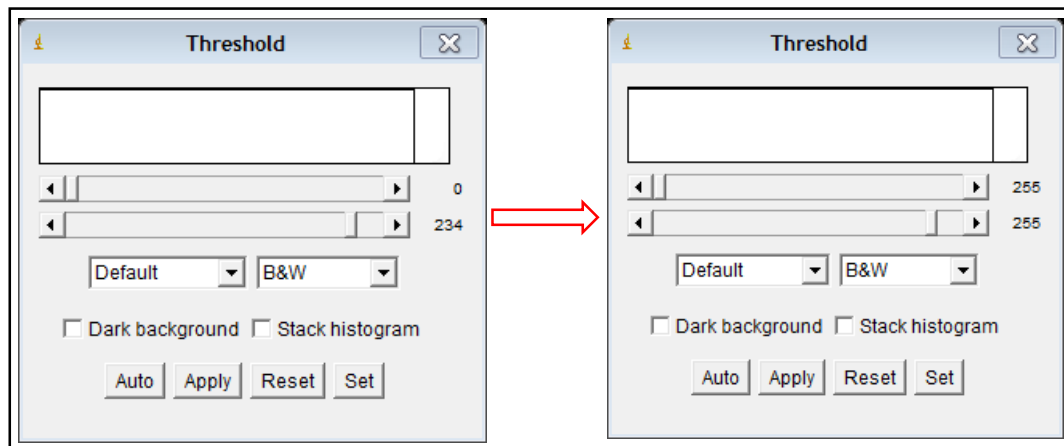 Threshold
0
234
Default B&W
Dark background Stack histogram
Auto Apply Reset Set
Threshold
255
255
Default B&W
Dark background Stack histogram
Auto Apply Reset Set